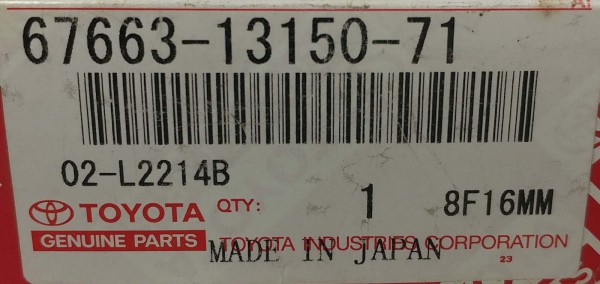 67663-13150-71
02-L2214B
TOYOTA QTY: 1 8F16MM
GENUINE PARTS TOYOTA INDUSTRIES CORPORATION
MADE IN JAPAN 23